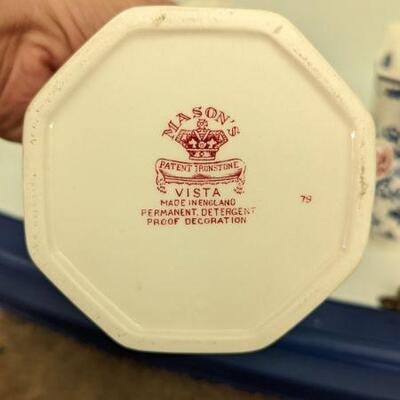 MASON'S
PATENT IRONSTONE
VISTA
MADE IN ENGLAND
PERMANENT. DETERGENT
PROOF DECORATION
79